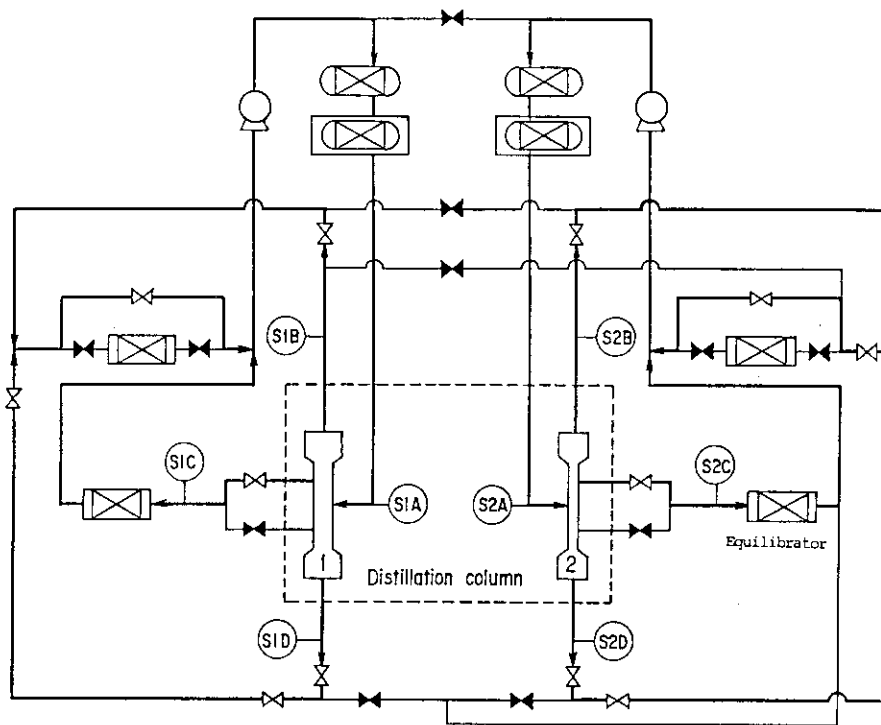 S1B
S2B
S1C
S2C
S1A
S2A
Equilibrator
1
2
Distillation column
S1D
S2D